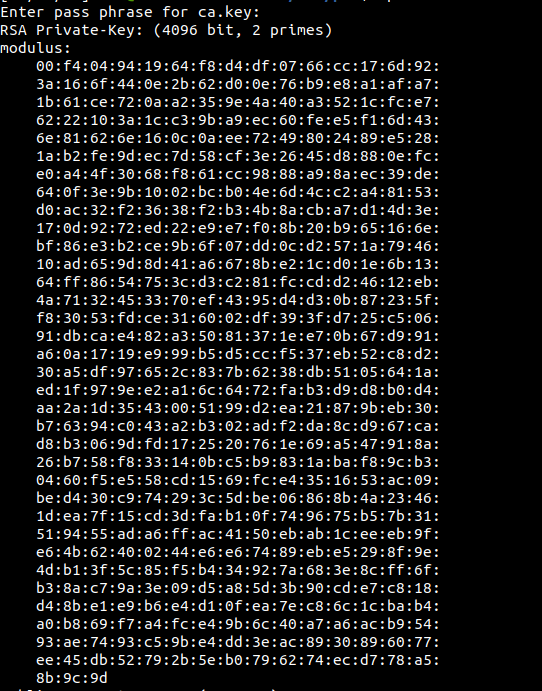 Enter pass phrase for ca.key:
RSA Private-Key: (4096 bit, 2 primes)
modulus:
00:f4:04:94:19:64:f8:d4:df:07:66:cc:17:6d:92:
3a:16:6f:44:0e:2b:62:d0:0e:76:b9:e8:a1:af:a7:
1b:61:ce:72:0a:a2:35:9e:4a:40:a3:52:1c:fc:e7:
62:22:10:3a:1c:c3:9b:a9:ec:60:fe:e5:f1:6d:43:
6e:81:62:6e:16:0c:0a:ee:72:49:80:24:89:e5:28:
1a:b2:fe:9d:ec:7d:58:cf:3e:26:45:d8:88:0e:fc:
e0:a4:4f:30:68:f8:61:cc:98:88:a9:8a:ec:39:de:
64:0f:3e:9b:10:02:bc:b0:4e:6d:4c:c2:a4:81:53:
d0:ac:32:f2:36:38:f2:b3:4b:8a:cb:a7:d1:4d:3e:
17:0d:92:72:ed:22:e9:e7:f0:8b:20:b9:65:16:6e:
bf:86:e3:b2:ce:9b:6f:07:dd:0c:d2:57:1a:79:46:
10:ad:65:9d:8d:41:a6:67:8b:e2:1c:d0:1e:6b:13:
64:ff:86:54:75:3c:d3:c2:81:fc:cd:d2:46:12:eb:
4a:71:32:45:33:70:ef:43:95:d4:d3:0b:87:23:5f:
f8:30:53:fd:ce:31:60:02:df:39:3f:d7:25:c5:06:
91:db:ca:e4:82:a3:50:81:37:1e:e7:0b:67:d9:91:
a6:0a:17:19:e9:99:b5:d5:cc:f5:37:eb:52:c8:d2:
30:a5:df:97:65:2c:83:7b:62:38:db:51:05:64:1a:
ed:1f:97:9e:e2:a1:6c:64:72:fa:b3:d9:d8:b0:d4:
aa:2a:1d:35:43:00:51:99:d2:ea:21:87:9b:eb:30:
b7:63:94:c0:43:a2:b3:02:ad:f2:da:8c:d9:67:ca:
d8:b3:06:9d:fd:17:25:20:76:1e:69:a5:47:91:8a:
26:b7:58:f8:33:14:0b:c5:b9:83:1a:ba:f8:9c:b3:
04:60:f5:e5:58:cd:15:69:fc:e4:35:16:53:ac:09:
be:d4:30:c9:74:29:3c:5d:be:06:86:8b:4a:23:46:
1d:ea:7f:15:cd:3d:fa:b1:0f:74:96:75:b5:7b:31:
51:94:55:ad:a6:ff:ac:41:50:eb:ab:1c:ee:eb:9f:
e6:4b:62:40:02:44:e6:e6:74:89:eb:e5:29:8f:9e:
4d:b1:3f:5c:85:f5:b4:34:92:7a:68:3e:8c:ff:6f:
b3:8a:c7:9a:3e:09:d5:a8:5d:3b:90:cd:e7:c8:18:
d4:8b:e1:e9:b6:e4:d1:0f:ea:7e:c8:6c:1c:ba:b4:
a0:b8:69:f7:a4:fc:e4:9b:6c:40:a7:a6:ac:b9:54:
93:ae:74:93:c5:9b:e4:dd:3e:ac:89:30:89:60:77:
ee:45:db:52:79:2b:5e:b0:79:62:74:ec:d7:78:a5:
8b:9c:9d